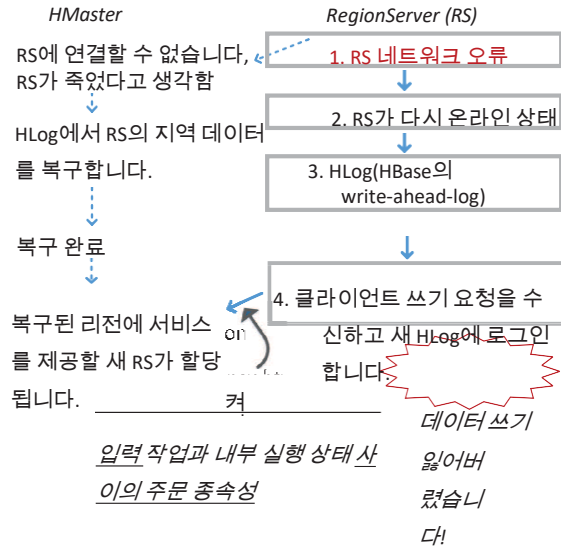 HMaster
RS에 연결할 수 없습니다,
RS가 죽었다고 생각함
HLog에서 RS의 지역 데이터
를 복구합니다.
복구 완료
복구된 리전에 서비스
를 제공할 새 RS가 할당
됩니다.
RegionServer (RS)
1. RS 네트워크 오류
2. RS가 다시 온라인 상태
3. HLog(HBase의
write-ahead-log)
4. 클라이언트 쓰기 요청을 수
신하고 새 HLog에 로그인
합니다.
on
켜
입력 작업과 내부 실행 상태 사
이의 주문 종속성
데이터 쓰기
잃어버
렸습니
다!